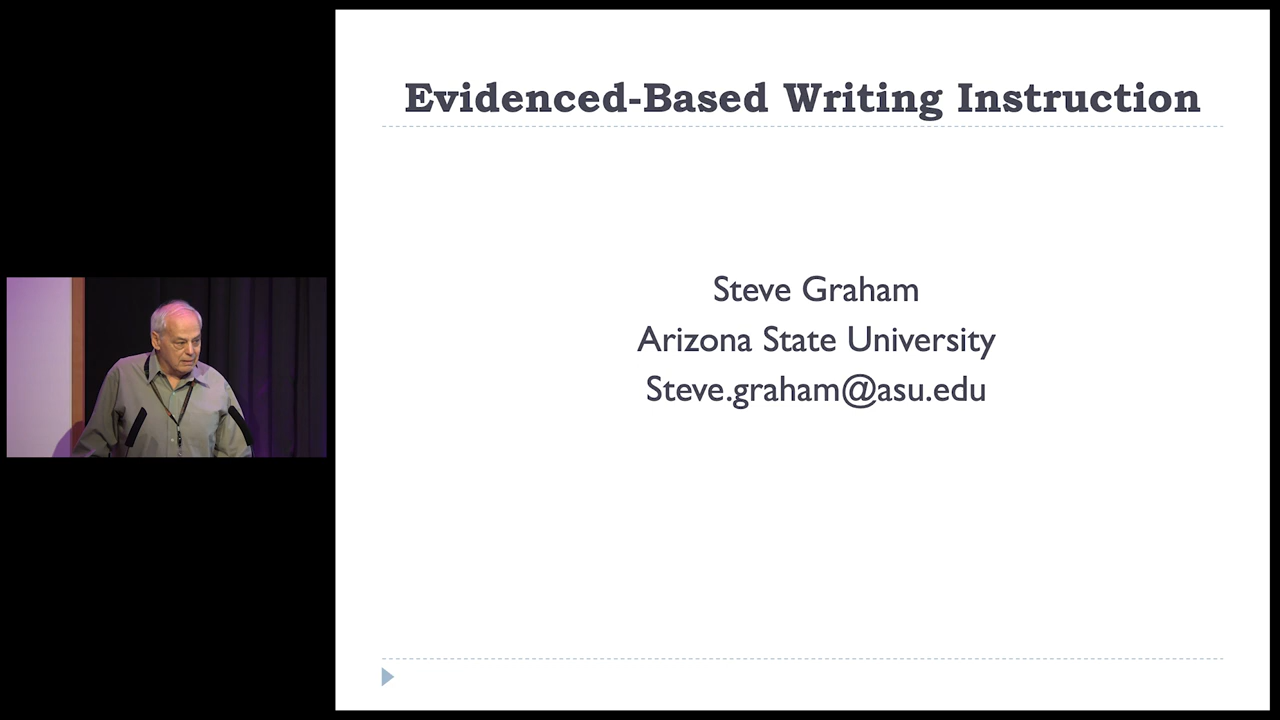 Evidenced-Based Writing Instruction
Steve Graham
Arizona State University
Steve.graham@asu.edu